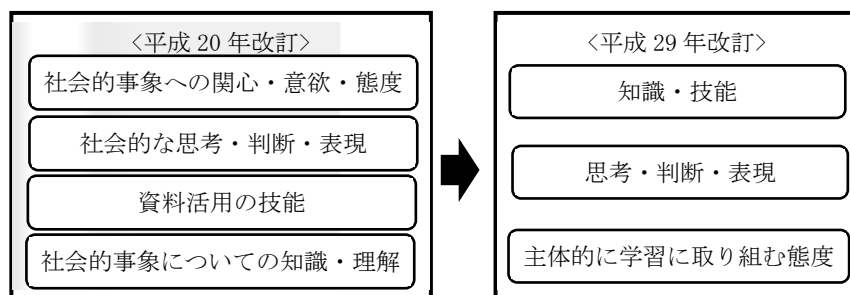 <平成 20 年改訂>
社会的事象への関心・意欲・態度
社会的な思考・判断・表現
資料活用の技能
社会的事象についての知識・理解
<平成 29 年改訂>
知識・技能
思考・判断・表現
主体的に学習に取り組む態度